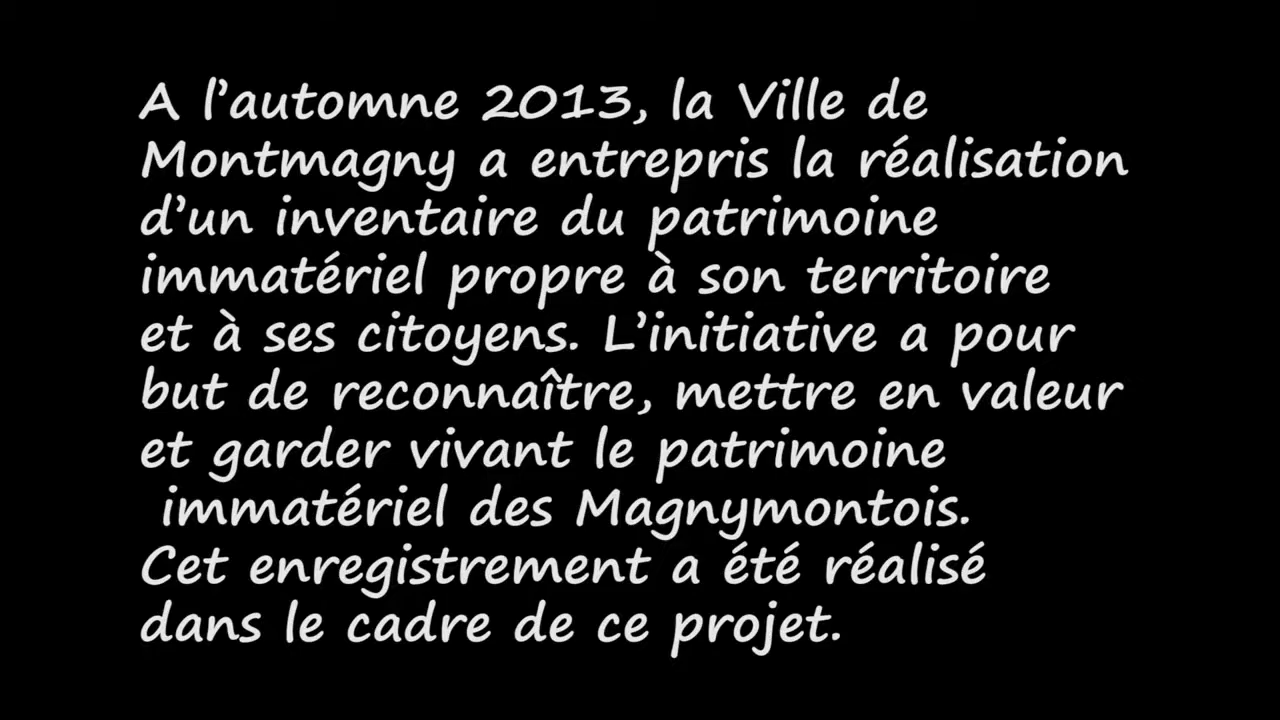 A l’automne 2013, la Ville de
Montmagny a entrepris la réalisation
d’un inventaire du patrimoine
immatériel propre à son territoire
et à ses citoyens. L’initiative a pour
but de reconnaître, mettre en valeur
et garder vivant le patrimoine
immatériel des Magnymontois.
Cet enregistrement a été réalisé
dans le cadre de ce projet.